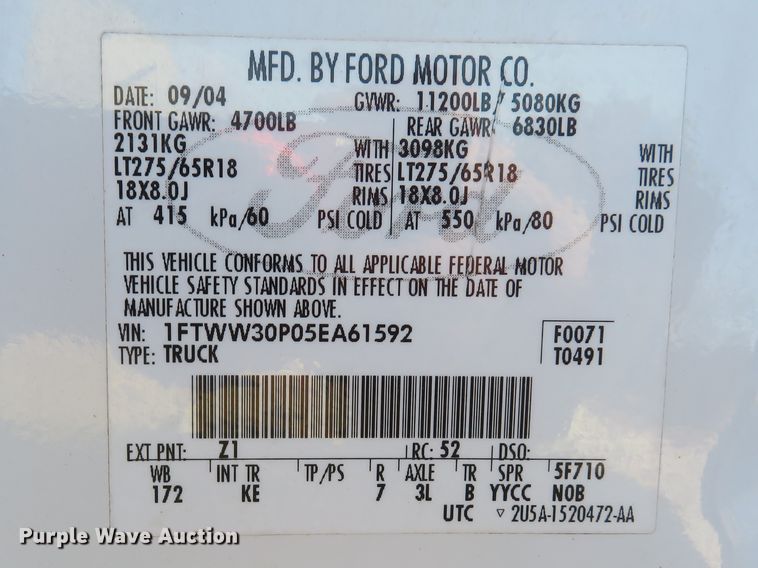 MFD. BY FORD MOTOR CO.
DATE: 09/04 GVWR: 11200LB/ 5080KG
FRONT GAWR: 4700LB REAR GAWR: 6830LB
2131KG WITH 3098KG WITH
LT275/65R18 TIRES LT275/65R18 TIRES
18X8.0J RIMS 18X8.0J RIMS
AT 415 kPa/60 PSI COLD AT 550 kPa/80 PSI COLD
Ford
THIS VEHICLE CONFORMS TO ALL APPLICABLE FEDERAL MOTOR
VEHICLE SAFETY STANDARDS IN EFFECT ON THE DATE OF
MANUFACTURE SHOWN ABOVE.
VIN: 1FTWW30P05EA61592 F0071
TYPE: TRUCK T0491
EXT PNT: Z1 RC: 52 DSO:
WB INT TR TP/PS R AXLE TR SPR 5F710
172 KE 7 3L B YYCC NOB
UTC ▽ 2U5A-1520472-AA
Purple Wave Auction